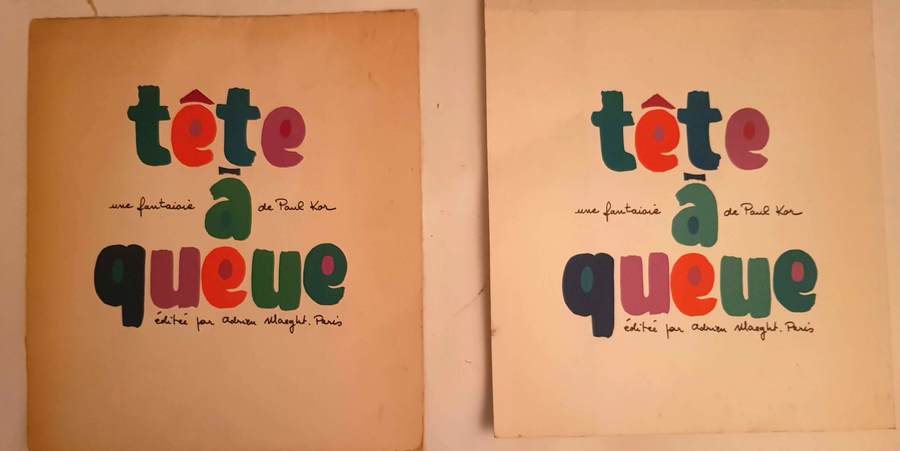 tête
à
une fantaisie de Paul Kor
queue
éditée par Adrien Maeght. Paris
tête
à
une fantaisie de Paul Kor
queue
éditée par Adrien Maeght. Paris